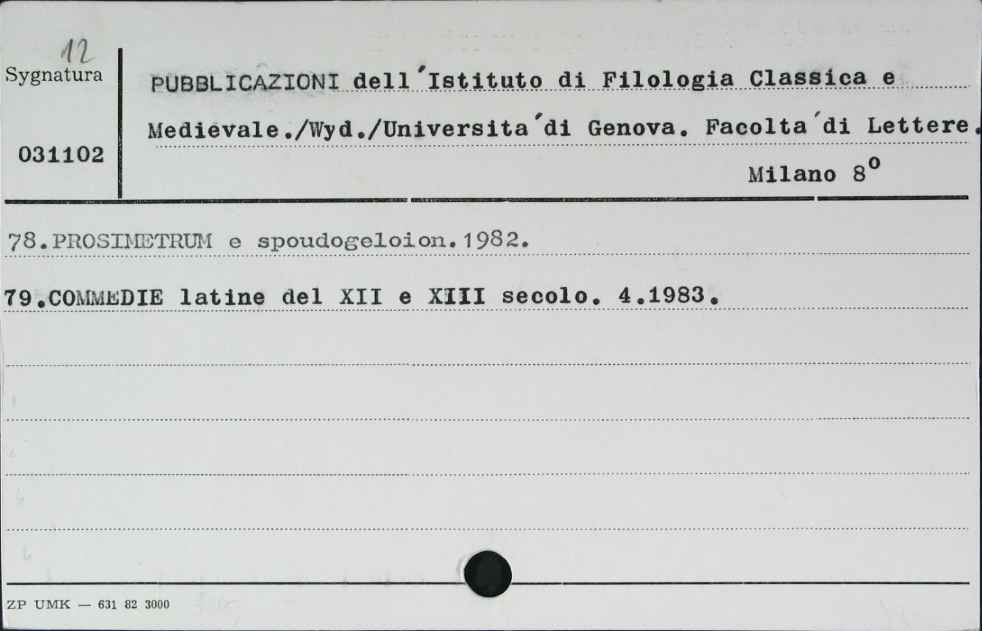 12
Sygnatura
PUBBLICAZIONI dell´Istituto di Filologia Classica e
Medievale./Wyd./Universita´di Genova. Facolta´di Lettere.
031102
Milano 8º
78.PROSIMETRUM e spoudogeloion.1982.
79.COMMEDIE latine del XII e XIII secolo. 4.1983.
ZP UMK — 631 82 3000